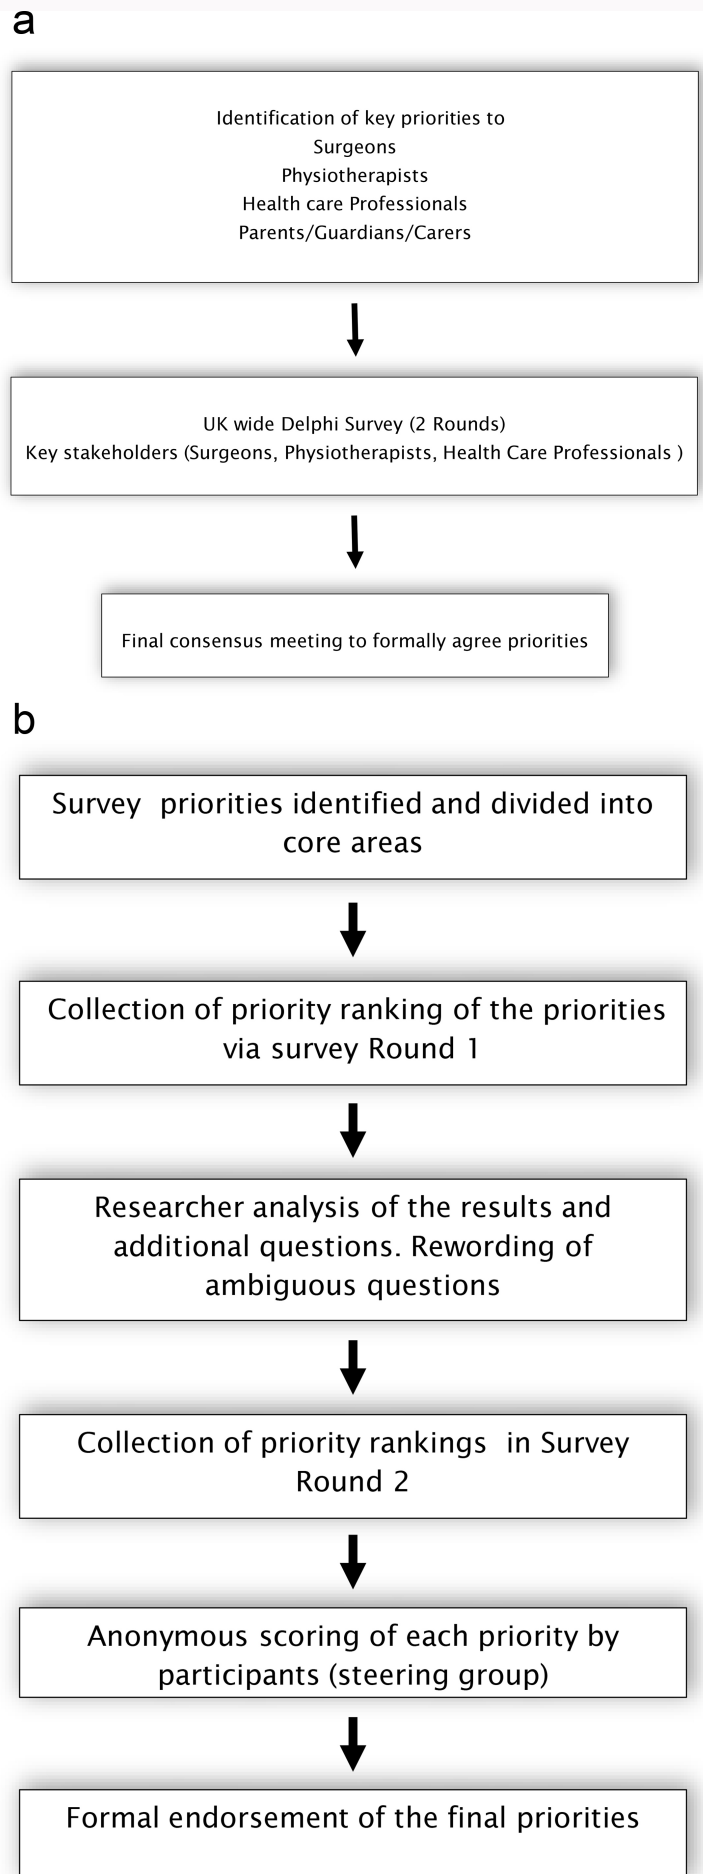 a
Identification of key priorities to
Surgeons
Physiotherapists
Health care Professionals
Parents/Guardians/Carers
UK wide Delphi Survey (2 Rounds)
Key stakeholders (Surgeons, Physiotherapists, Health Care Professionals )
Final consensus meeting to formally agree priorities
b
Survey  priorities identified and divided into
core areas
Collection of priority ranking of the priorities
via survey Round 1
Researcher analysis of the results and
additional questions. Rewording of
ambiguous questions
Collection of priority rankings  in Survey
Round 2
Anonymous scoring of each priority by
participants (steering group)
Formal endorsement of the final priorities